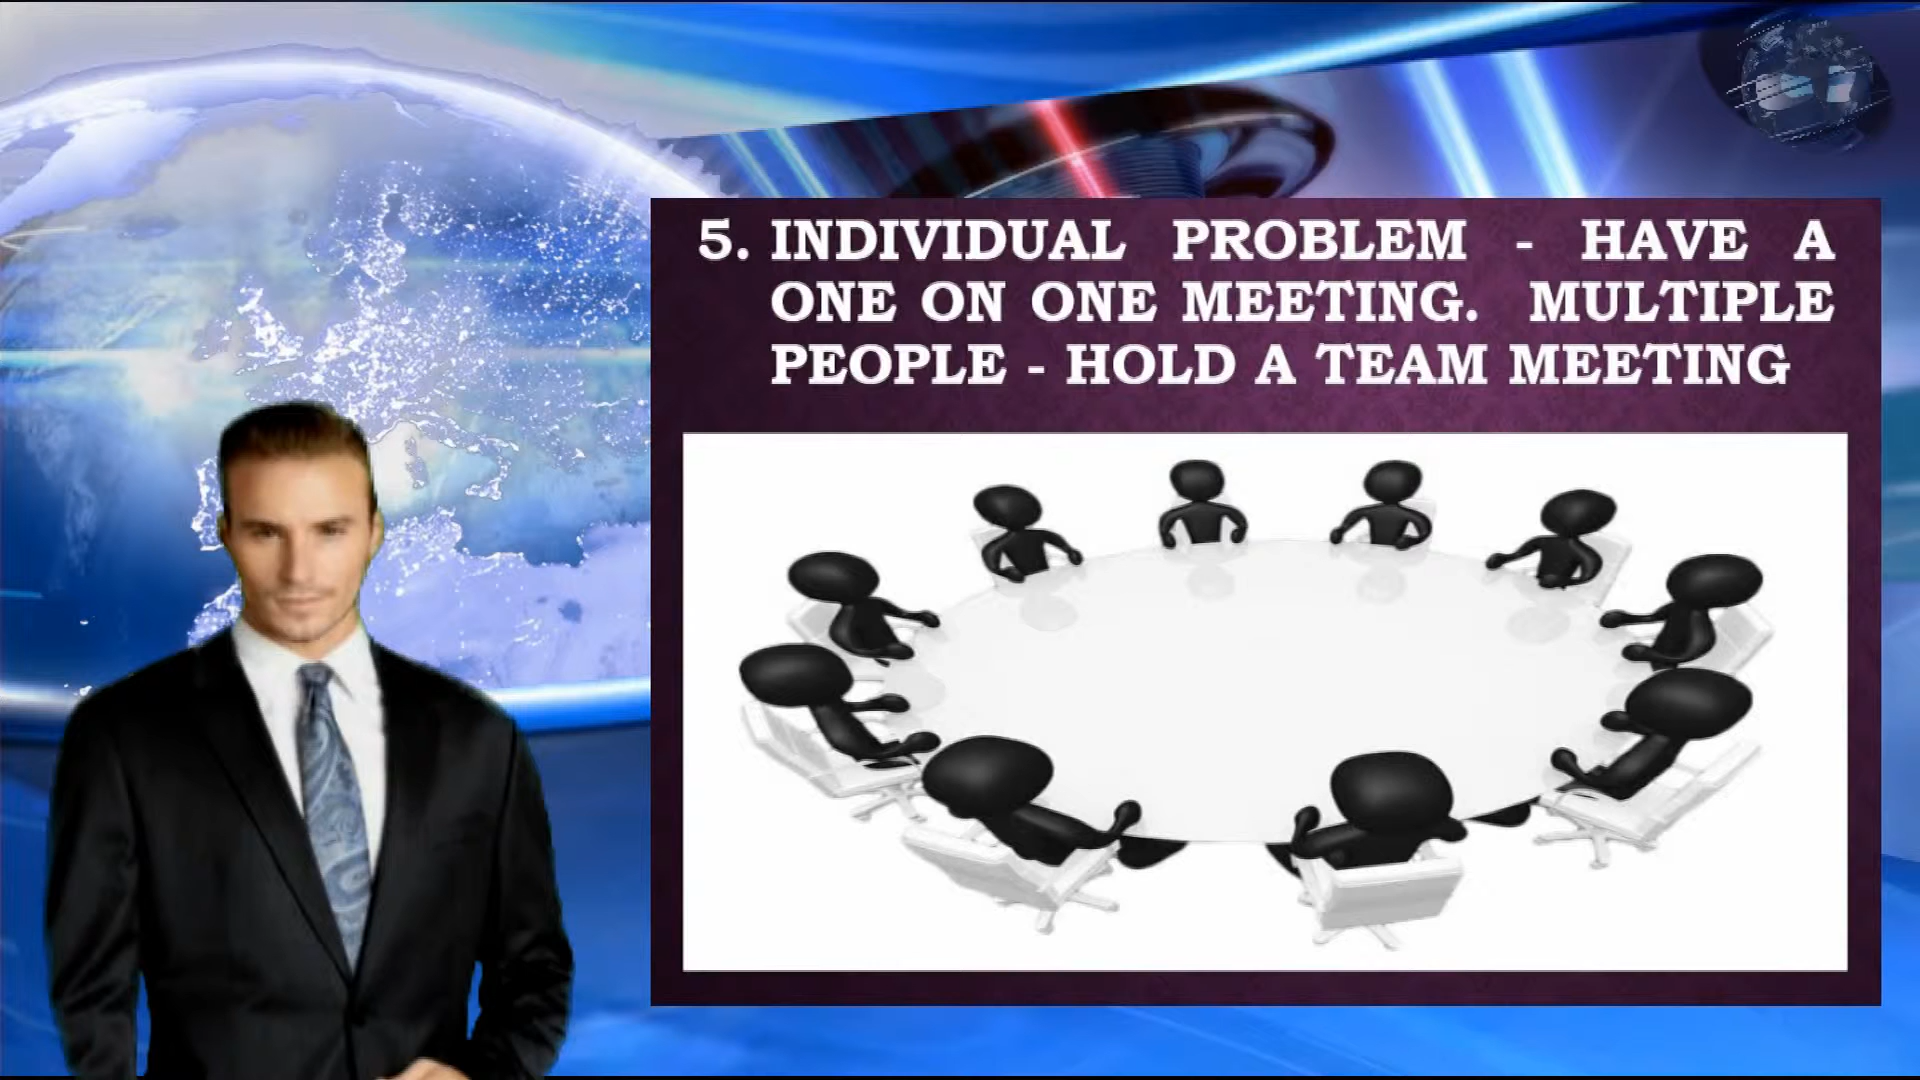 5. INDIVIDUAL PROBLEM - HAVE A
ONE ON ONE MEETING. MULTIPLE
PEOPLE - HOLD A TEAM MEETING